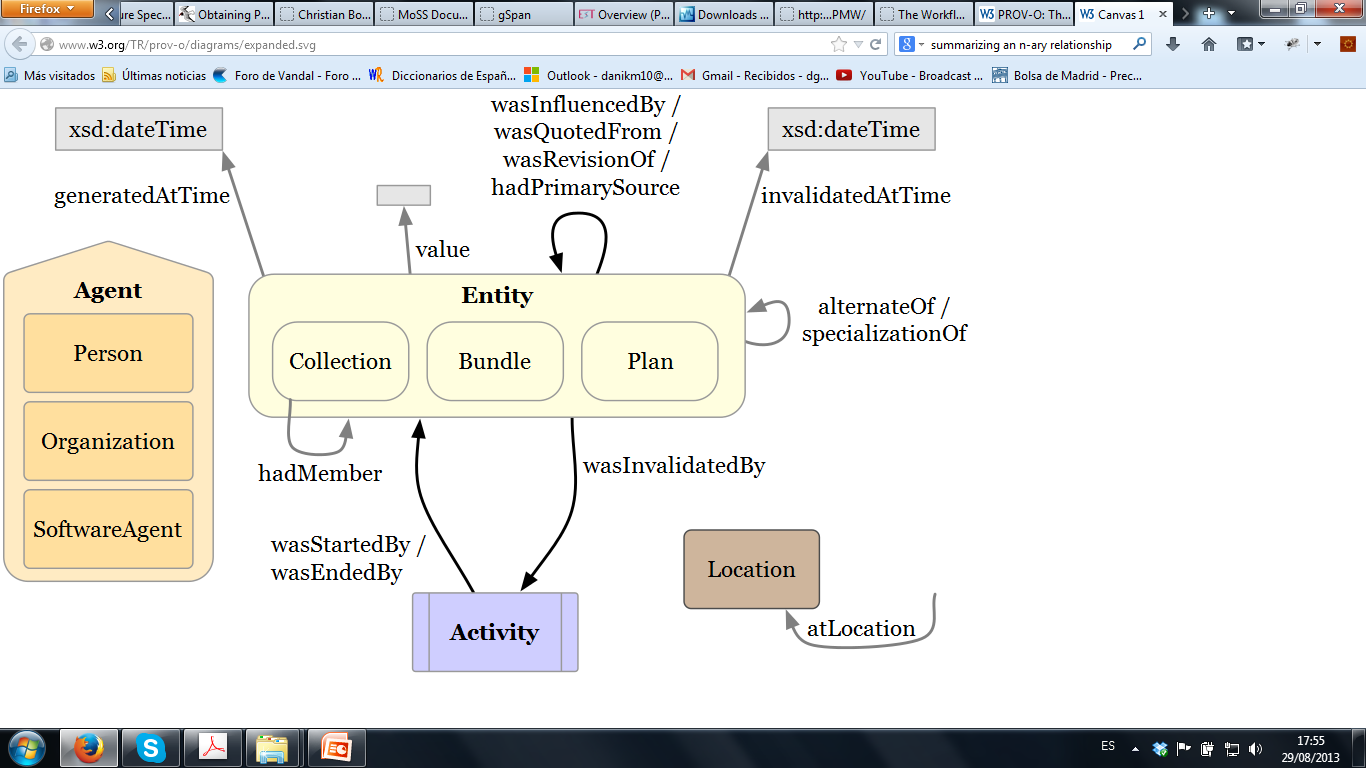 Firefox
ure Spec...
Obtaining P...
Christian Bo...
MoSS Docu...
gSpan
EST Overview (P...
Downloads ...
http:...PMW/
The Workfl...
W3 PROV-O: Th...
W3 Canvas 1
www.w3.org/TR/prov-o/diagrams/expanded.svg
summarizing an n-ary relationship
Más visitados
Últimas noticias
Foro de Vandal - Foro ...
Diccionarios de Españ...
Outlook - danikm10@...
Gmail - Recibidos - dg...
YouTube - Broadcast ...
Bolsa de Madrid - Prec...
wasInfluencedBy /
wasQuotedFrom /
wasRevisionOf /
hadPrimarySource
xsd:dateTime
xsd:dateTime
generatedAtTime
invalidatedAtTime
value
Agent
Person
Organization
SoftwareAgent
Entity
Collection
Bundle
Plan
alternateOf /
specializationOf
hadMember
wasInvalidatedBy
wasStartedBy /
wasEndedBy
Activity
Location
atLocation
ES
17:55
29/08/2013